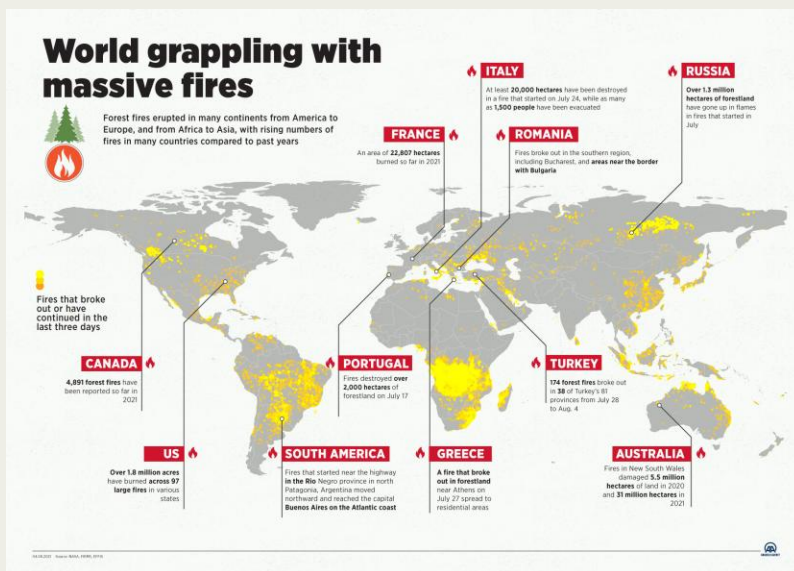 World grappling with
massive fires
Forest fires erupted in many continents from America to
Europe, and from Africa to Asia, with rising numbers of
fires in many countries compared to past years
FRANCE
An area of 22,807 hectares
burned so far in 2021
ITALY
At least 20,000 hectares have been destroyed
in a fire that started on July 24, while as many
as 1,500 people have been evacuated
ROMANIA
Fires broke out in the southern region,
including Bucharest, and areas near the border
with Bulgaria
RUSSIA
Over 1.3 million
hectares of forestland
have gone up in flames
in fires that started in
July
Fires that broke
out or have
continued in the
last three days
CANADA
4,891 forest fires have
been reported so far in
2021
PORTUGAL
Fires destroyed over
2,000 hectares of
forestland on July 17
TURKEY
174 forest fires broke out
in 38 of Turkey's 81
provinces from July 28
to Aug. 4
US
Over 1.8 million acres
have burned across 97
large fires in various
states
SOUTH AMERICA
Fires that started near the highway
in the Rio Negro province in north
Patagonia, Argentina moved
northward and reached the capital
Buenos Aires on the Atlantic coast
GREECE
A fire that broke
out in forestland
near Athens on
July 27 spread to
residential areas
AUSTRALIA
Fires in New South Wales
damaged 5.5 million
hectares of land in 2020
and 31 million hectares in
2021